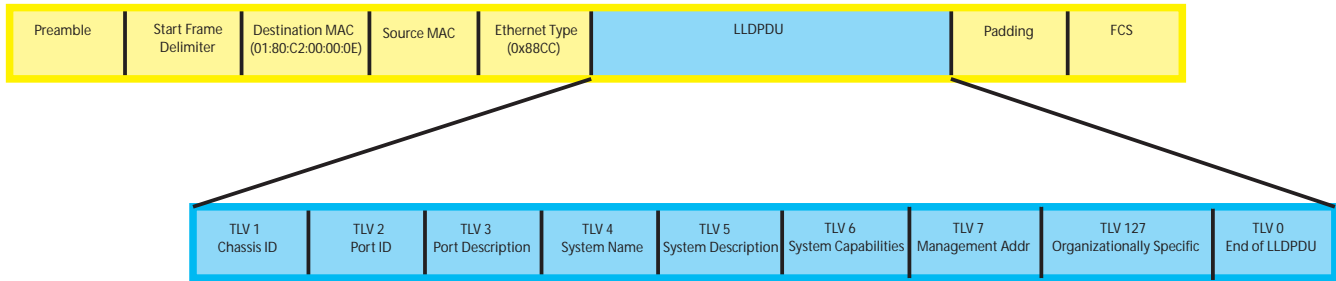 Preamble
Start Frame
Delimiter
Destination MAC
(01:80:C2:00:00:0E)
Source MAC
Ethernet Type
(0x88CC)
LLDPDU
Padding
FCS
TLV 1
Chassis ID
TLV 2
Port ID
TLV 3
Port Description
TLV 4
System Name
TLV 5
System Description
TLV 6
System Capabilities
TLV 7
Management Addr
TLV 127
Organizationally Specific
TLV 0
End of LLDPDU